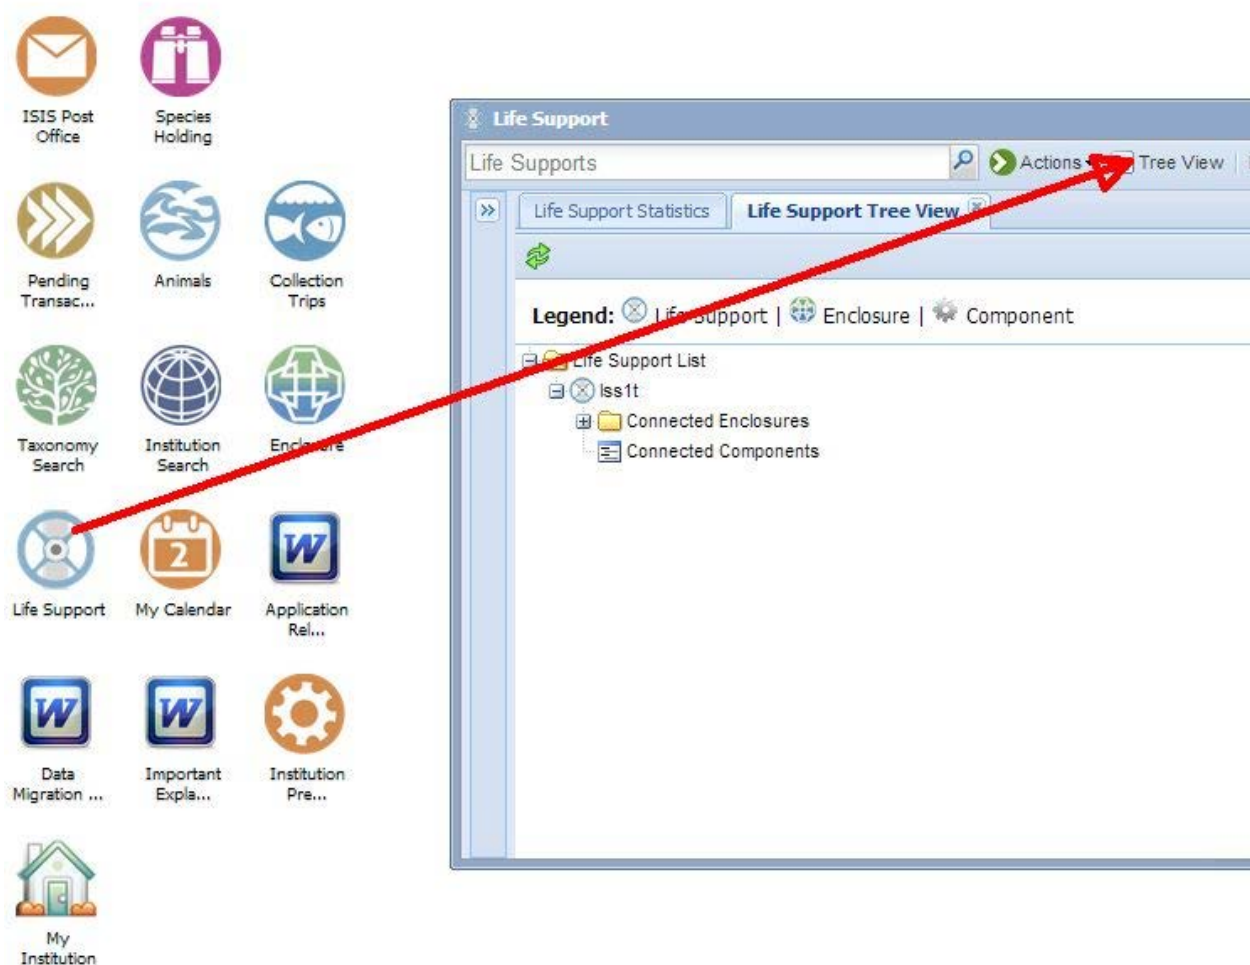 ISIS Post
Office
Species
Holding
Pending
Transac...
Animals
Collection
Trips
Taxonomy
Search
Institution
Search
Enclosure
Life Support
My Calendar
2
W
Application
Rel...
W
Data
Migration ...
W
Important
Expla...
Institution
Pre...
My
Institution
Life Support
Life Supports
Actions
Tree View
Life Support Statistics
Life Support Tree View
Legend: Life Support | Enclosure | Component
Life Support List
lss1t
Connected Enclosures
Connected Components